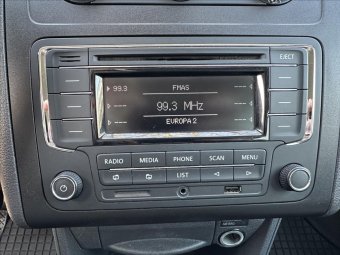 EJECT
FMAS
99.3
99.3 MHz
EUROPA 2
RADIO MEDIA PHONE SCAN MENU
LIST